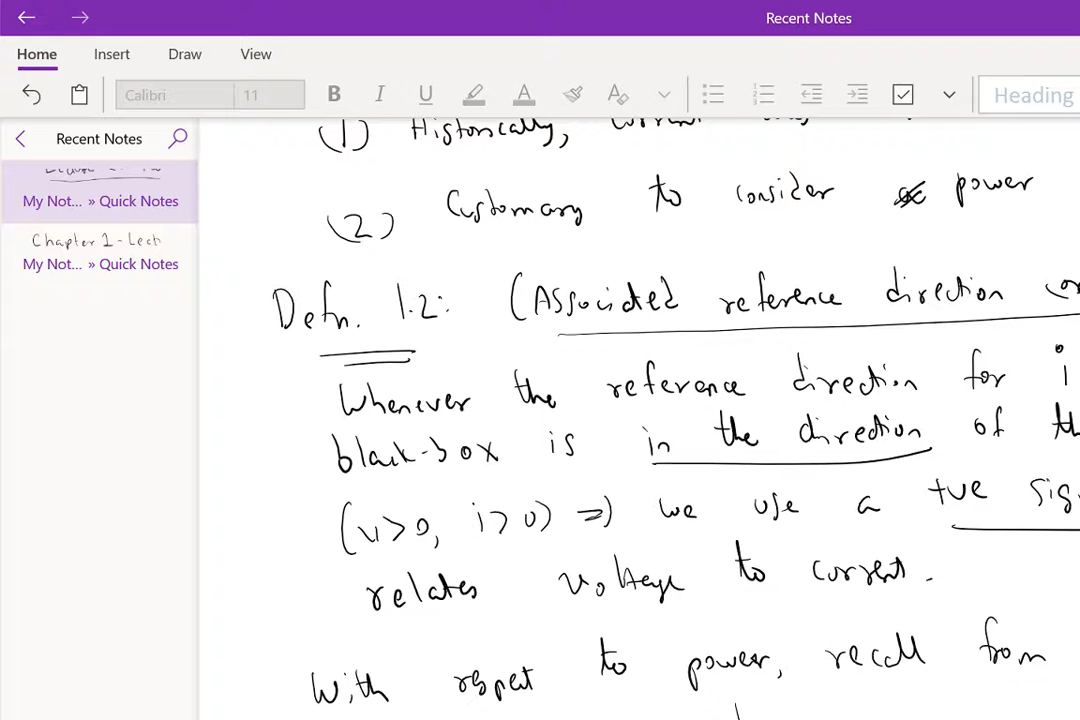 Recent Notes
Home Insert Draw View
Calibri 11 B I U A Heading
Recent Notes
My Not... » Quick Notes
Chapter 1 - Lech
My Not... » Quick Notes
(1) Historically,
(2) Customary to consider power
Defn. 1.2: (Associated reference direction
Whenever the reference direction for i
black-box is in the direction of
(v>0, i>0) => we use a +ve
relates voltage to current.
With respet to power, recall from